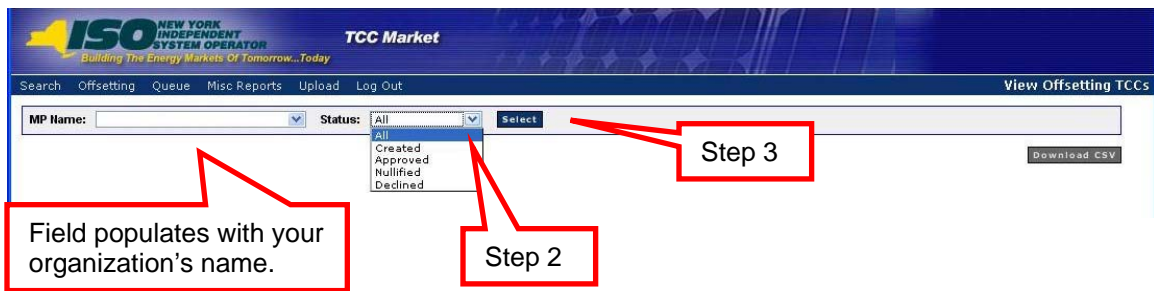 ISO NEW YORK
INDEPENDENT
SYSTEM OPERATOR
Building The Energy Markets Of Tomorrow...Today
TCC Market
Search Offsetting Queue Misc Reports Upload Log Out View Offsetting TCCs
MP Name: Status: All Select
All
Created
Approved
Nullified
Declined
Step 3
Download CSV
Field populates with your
organization's name.
Step 2